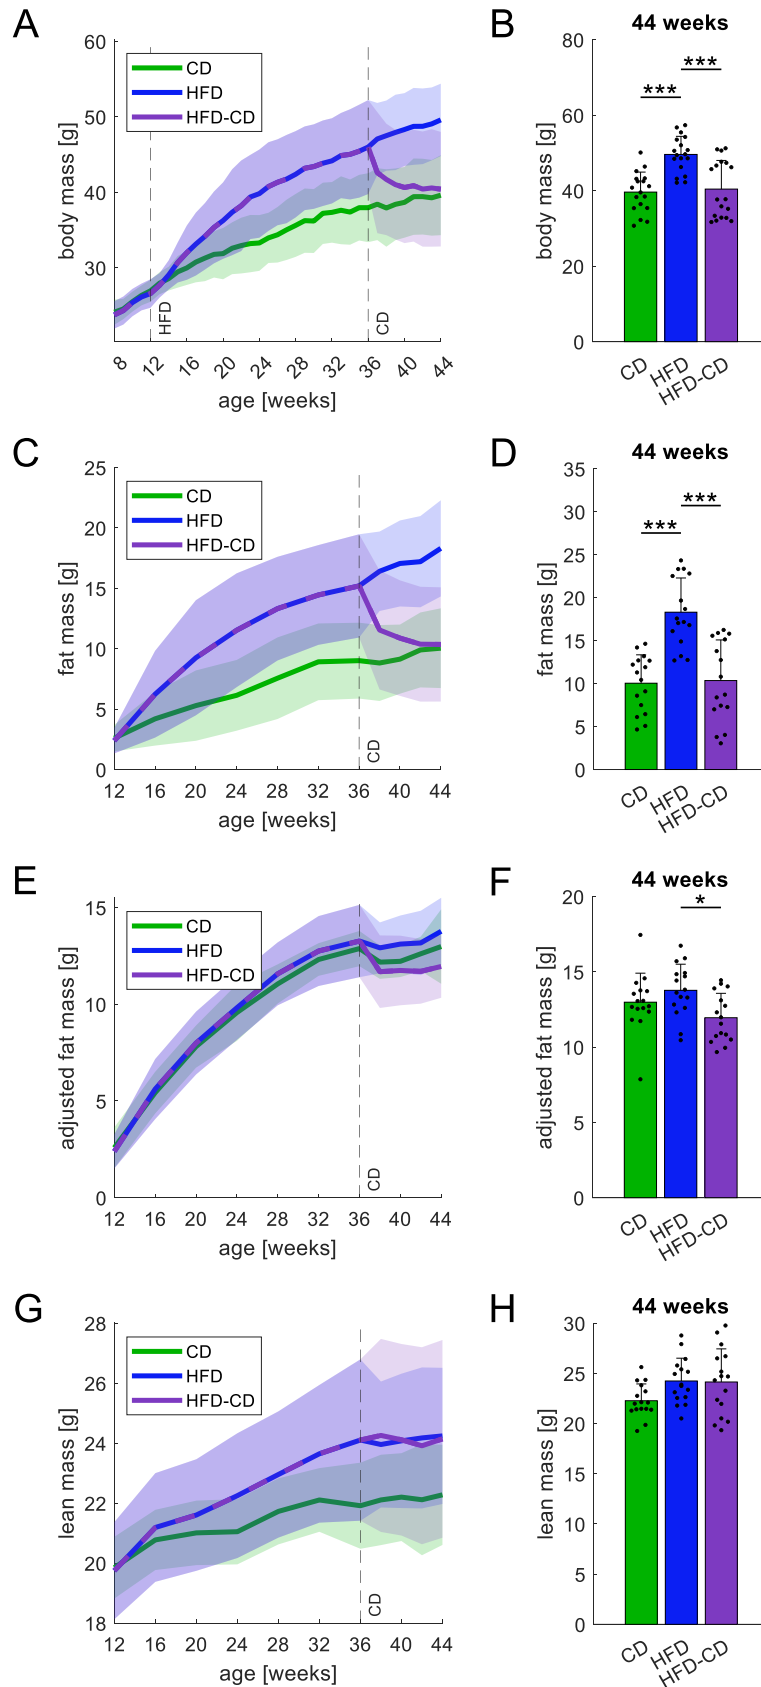 A
body mass [g]
60
50
40
30
CD
HFD
HFD-CD
HFD
CD
8 12 16 20 24 28 32 36 40 44
age [weeks]
B
44 weeks
body mass [g]
80
60
40
20
0
***
***
CD
HFD
HFD-CD
C
fat mass [g]
25
20
15
10
5
0
CD
HFD
HFD-CD
CD
12 16 20 24 28 32 36 40 44
age [weeks]
D
44 weeks
fat mass [g]
35
30
25
20
15
10
5
0
***
***
CD
HFD
HFD-CD
E
adjusted fat mass [g]
15
10
5
0
CD
HFD
HFD-CD
CD
12 16 20 24 28 32 36 40 44
age [weeks]
F
44 weeks
adjusted fat mass [g]
20
15
10
5
0
*
CD
HFD
HFD-CD
G
lean mass [g]
28
26
24
22
20
18
CD
HFD
HFD-CD
CD
12 16 20 24 28 32 36 40 44
age [weeks]
H
44 weeks
lean mass [g]
30
25
20
15
10
5
0
CD
HFD
HFD-CD